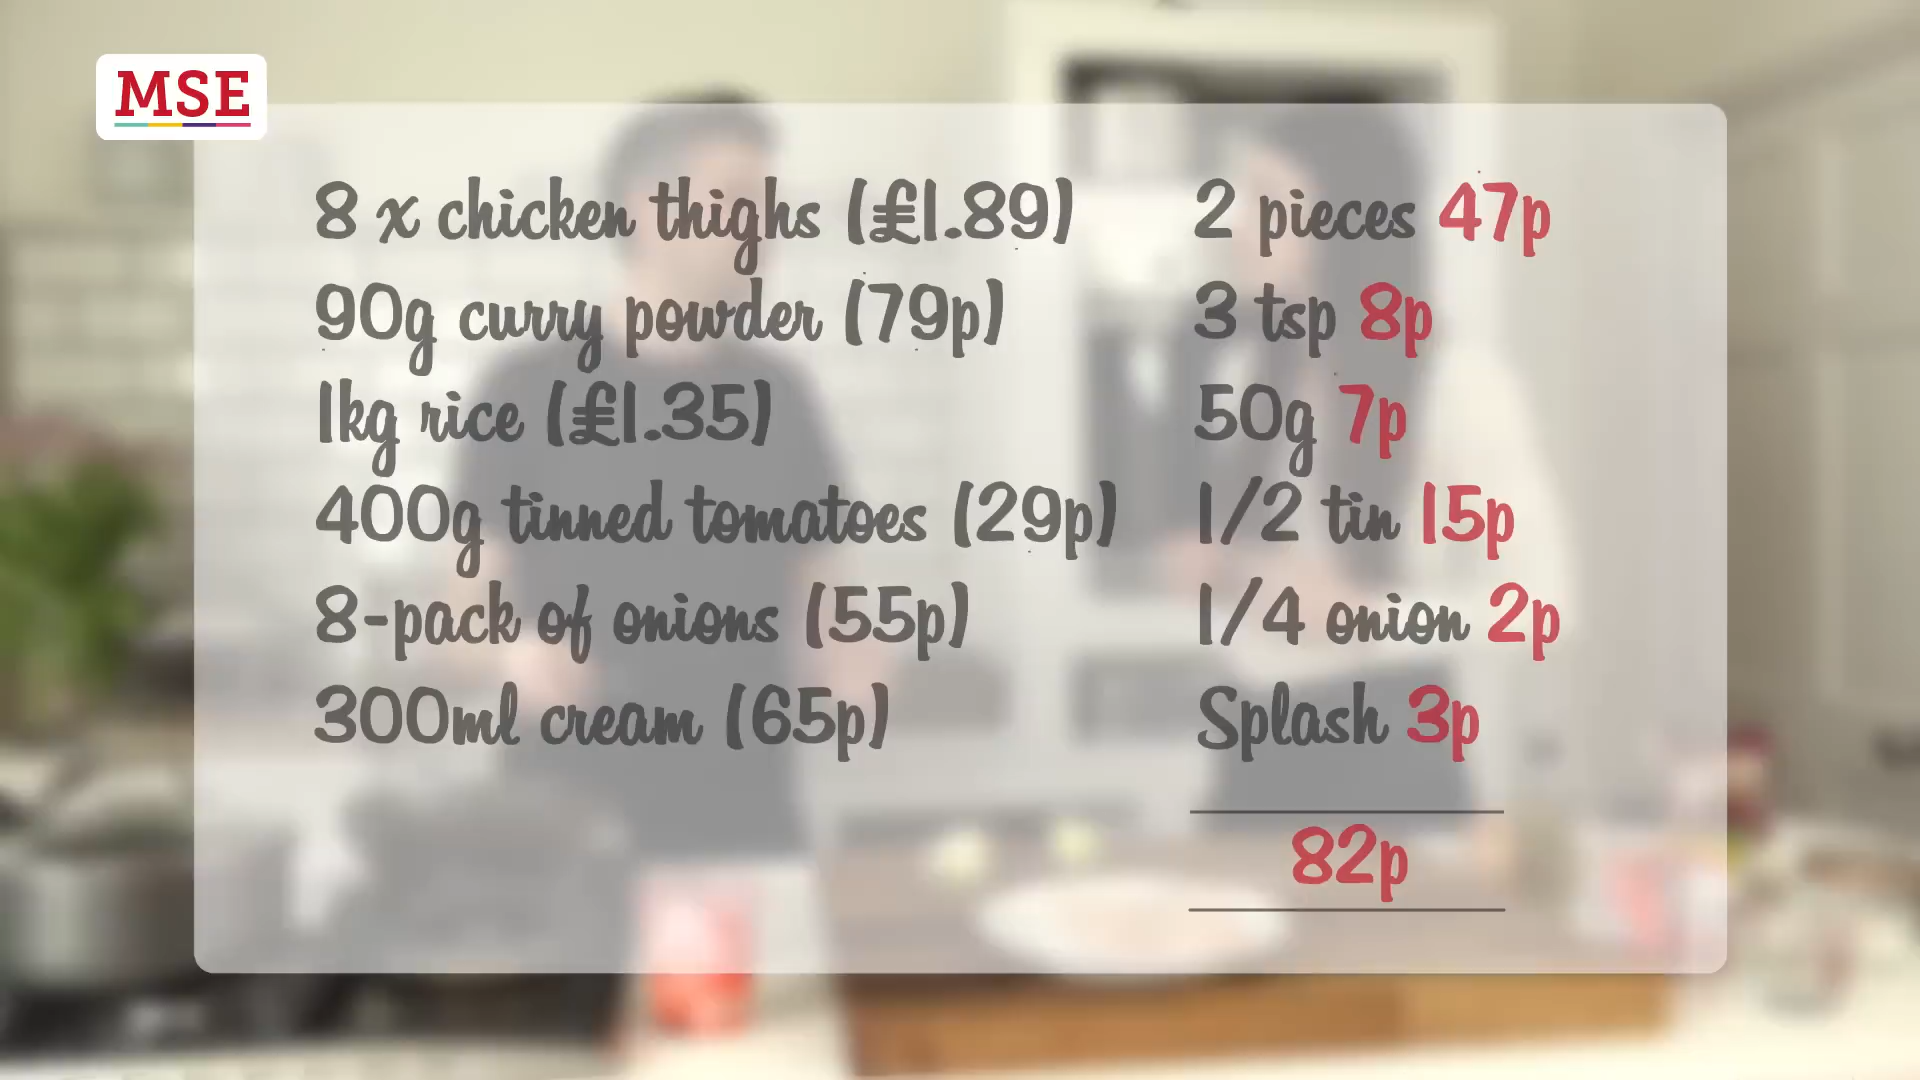 MSE
8 x chicken thighs (£1.89) 2 pieces 47p
90g curry powder (79p) 3 tsp 8p
1kg rice (£1.35) 50g 7p
400g tinned tomatoes (29p) 1/2 tin 15p
8-pack of onions (55p) 1/4 onion 2p
300ml cream (65p) Splash 3p
82p